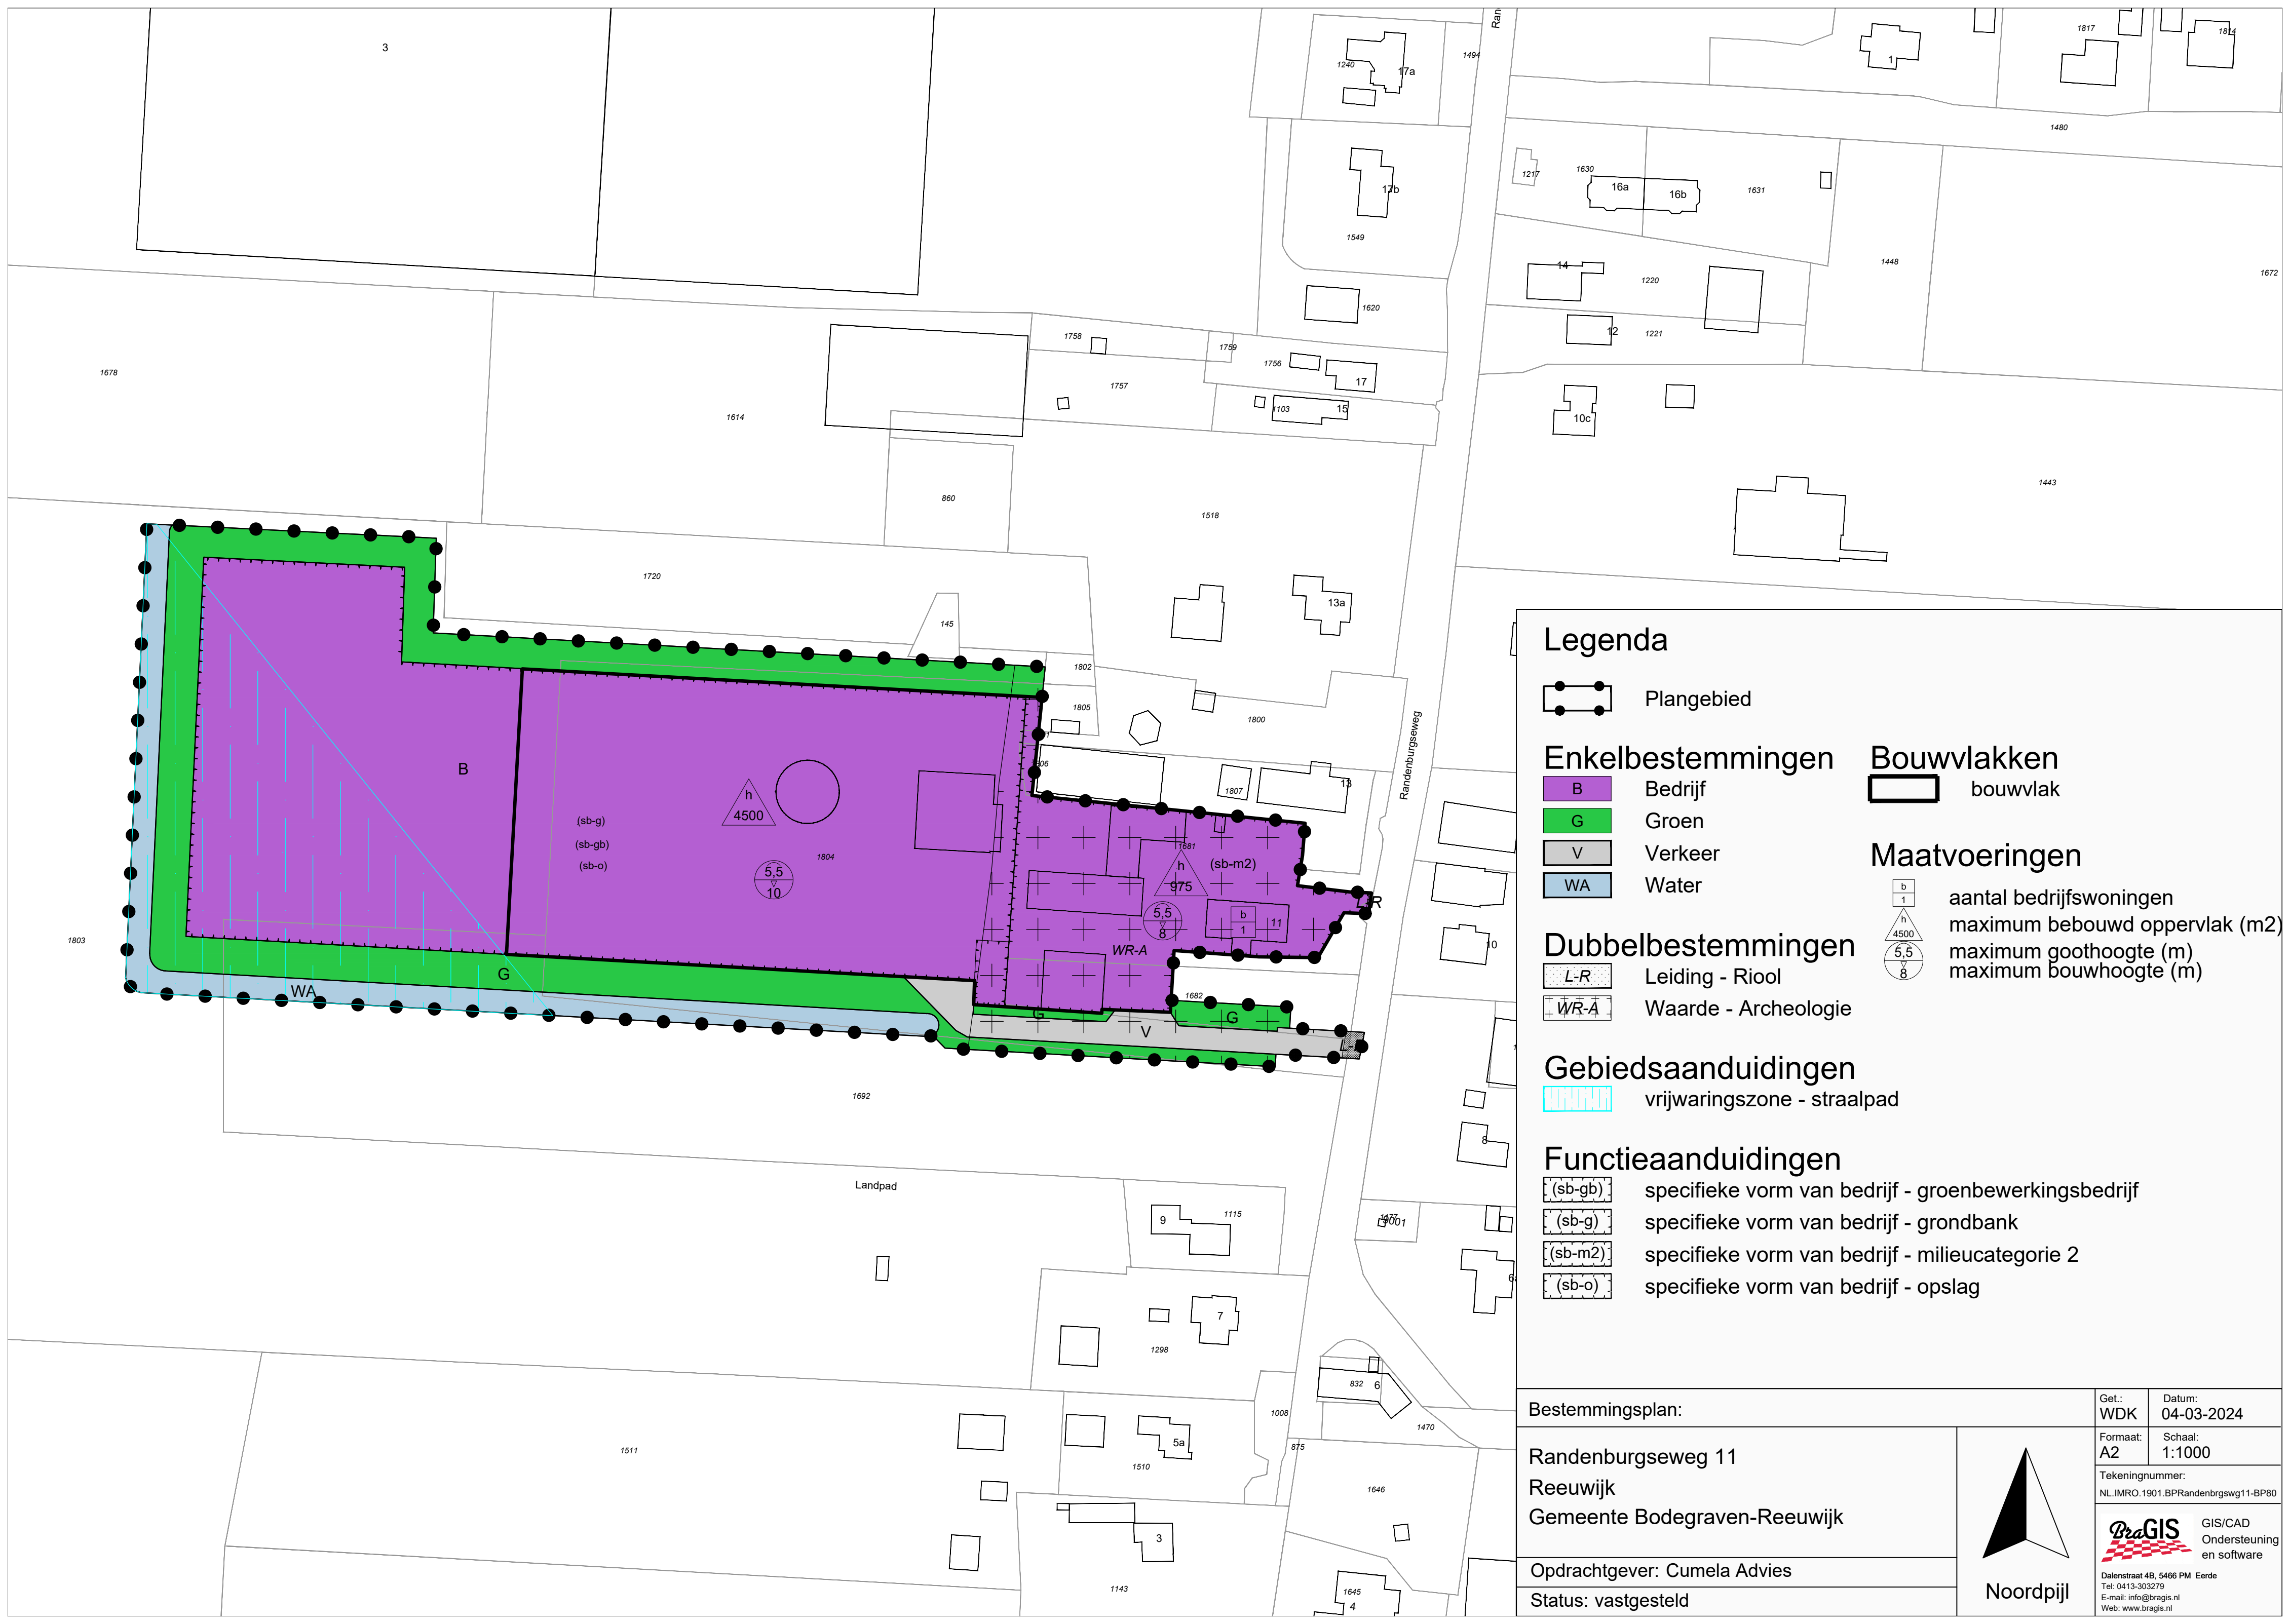 3
1240
17a
1494
1
1817
1814
1480
17b
1549
1217
1630
16a
16b
1631
1448
1672
14
1220
1620
12
1221
1758
1759
1756
17
1757
1103
15
10c
1678
1614
860
1518
1443
1720
145
13a
1802
1805
1800
Randenburgseweg
1807
13
B
(sb-g)
(sb-gb)
(sb-o)
h
4500
1804
5,5
10
1681
h
975
(sb-m2)
5,5
8
b
1
11
WR-A
L-R
10
1803
G
WA
G
1682
G
V
1692
Landpad
8
9
1115
9001
7
1298
832
6
1008
1470
875
1511
5a
1510
1646
3
1143
1645
4
Legenda
Plangebied
Enkelbestemmingen
B Bedrijf
G Groen
V Verkeer
WA Water
Bouwvlakken
bouwvlak
Maatvoeringen
b
1 aantal bedrijfswoningen
h
4500 maximum bebouwd oppervlak (m2)
5,5 maximum goothoogte (m)
8 maximum bouwhoogte (m)
Dubbelbestemmingen
L-R Leiding - Riool
WR-A Waarde - Archeologie
Gebiedsaanduidingen
vrijwaringszone - straalpad
Functieaanduidingen
(sb-gb) specifieke vorm van bedrijf - groenbewerkingsbedrijf
(sb-g) specifieke vorm van bedrijf - grondbank
(sb-m2) specifieke vorm van bedrijf - milieucategorie 2
(sb-o) specifieke vorm van bedrijf - opslag
Bestemmingsplan:
Randenburgseweg 11
Reeuwijk
Gemeente Bodegraven-Reeuwijk
Opdrachtgever: Cumela Advies
Status: vastgesteld
Noordpijl
Get.: Datum:
WDK 04-03-2024
Formaat: Schaal:
A2 1:1000
Tekeningnummer:
NL.IMRO.1901.BPRandenbrgswg11-BP80
BraGIS
GIS/CAD
Ondersteuning
en software
Dalenstraat 4B, 5466 PM Eerde
Tel: 0413-303279
E-mail: info@bragis.nl
Web: www.bragis.nl